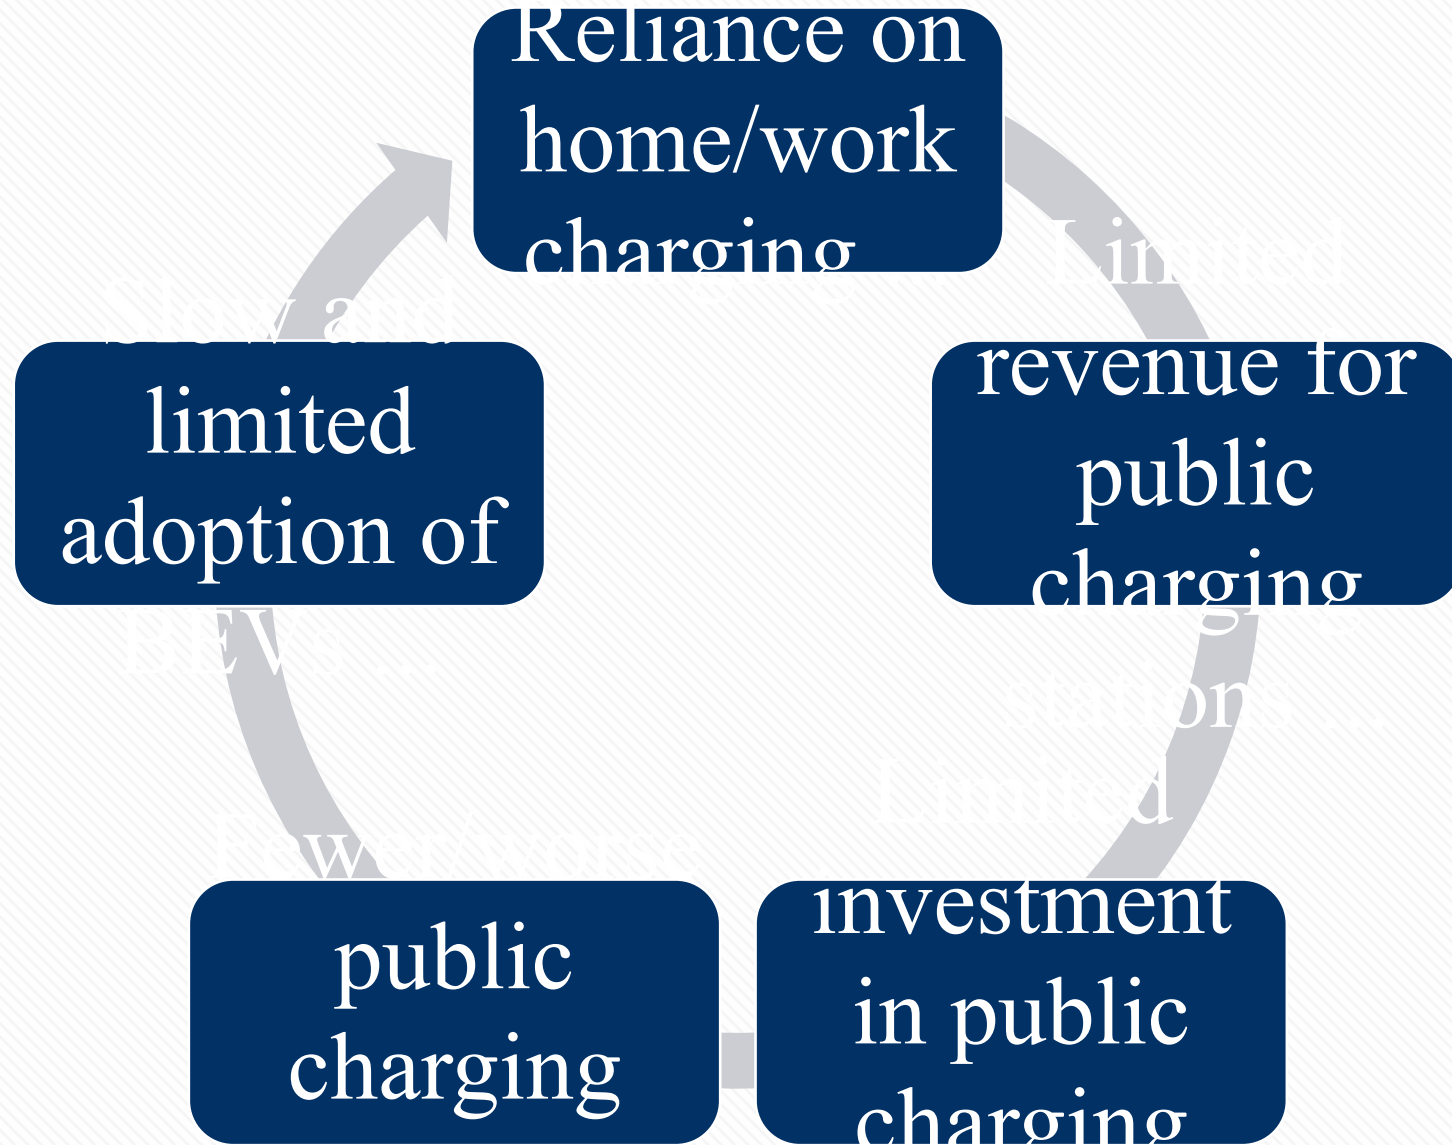 Reliance on
home/work
charging ...
Limited
revenue for
public
charging
stations ...
Limited
investment
in public
charging
Fewer/worse
public
charging
Slow and
limited
adoption of
BEVs ...